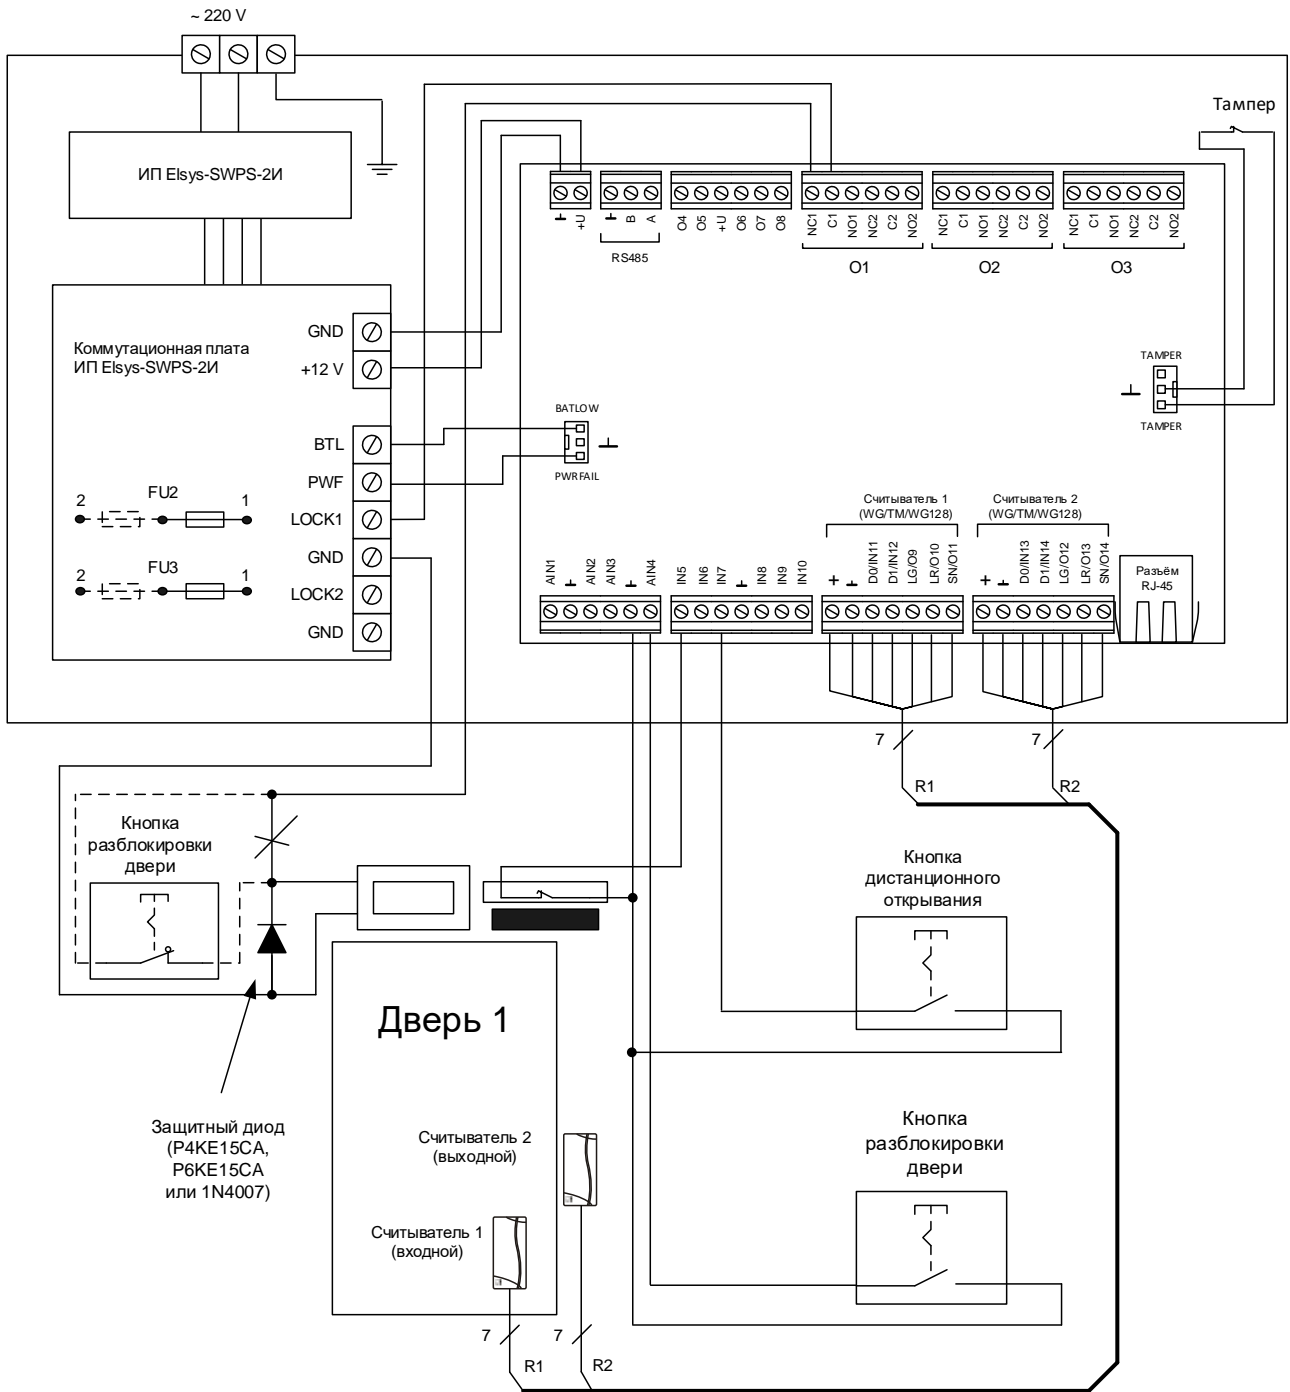 ~ 220 V
Тампер
ИП Elsys-SWPS-2И
+U
B
A
O4
O5
+U
O6
O7
O8
NC1
C1
NO1
NC2
C2
NO2
NC1
C1
NO1
NC2
C2
NO2
NC1
C1
NO1
NC2
C2
NO2
RS485
O1
O2
O3
Коммутационная плата
ИП Elsys-SWPS-2И
GND
+12 V
BTL
PWF
LOCK1
GND
LOCK2
GND
2
FU2
1
2
FU3
1
BATLOW
PWRFAIL
TAMPER
TAMPER
Считыватель 1
(WG/TM/WG128)
Считыватель 2
(WG/TM/WG128)
AIN1
AIN2
AIN3
AIN4
IN5
IN6
IN7
IN8
IN9
IN10
+
D0/IN11
D1/IN12
LG/O9
LR/O10
SN/O11
+
D0/IN13
D1/IN14
LG/O12
LR/O13
SN/O14
Разъём
RJ-45
7
7
R1
R2
Кнопка
разблокировки
двери
Кнопка
дистанционного
открывания
Дверь 1
Защитный диод
(P4KE15CA,
P6KE15CA
или 1N4007)
Считыватель 2
(выходной)
Считыватель 1
(входной)
Кнопка
разблокировки
двери
7
7
R1
R2